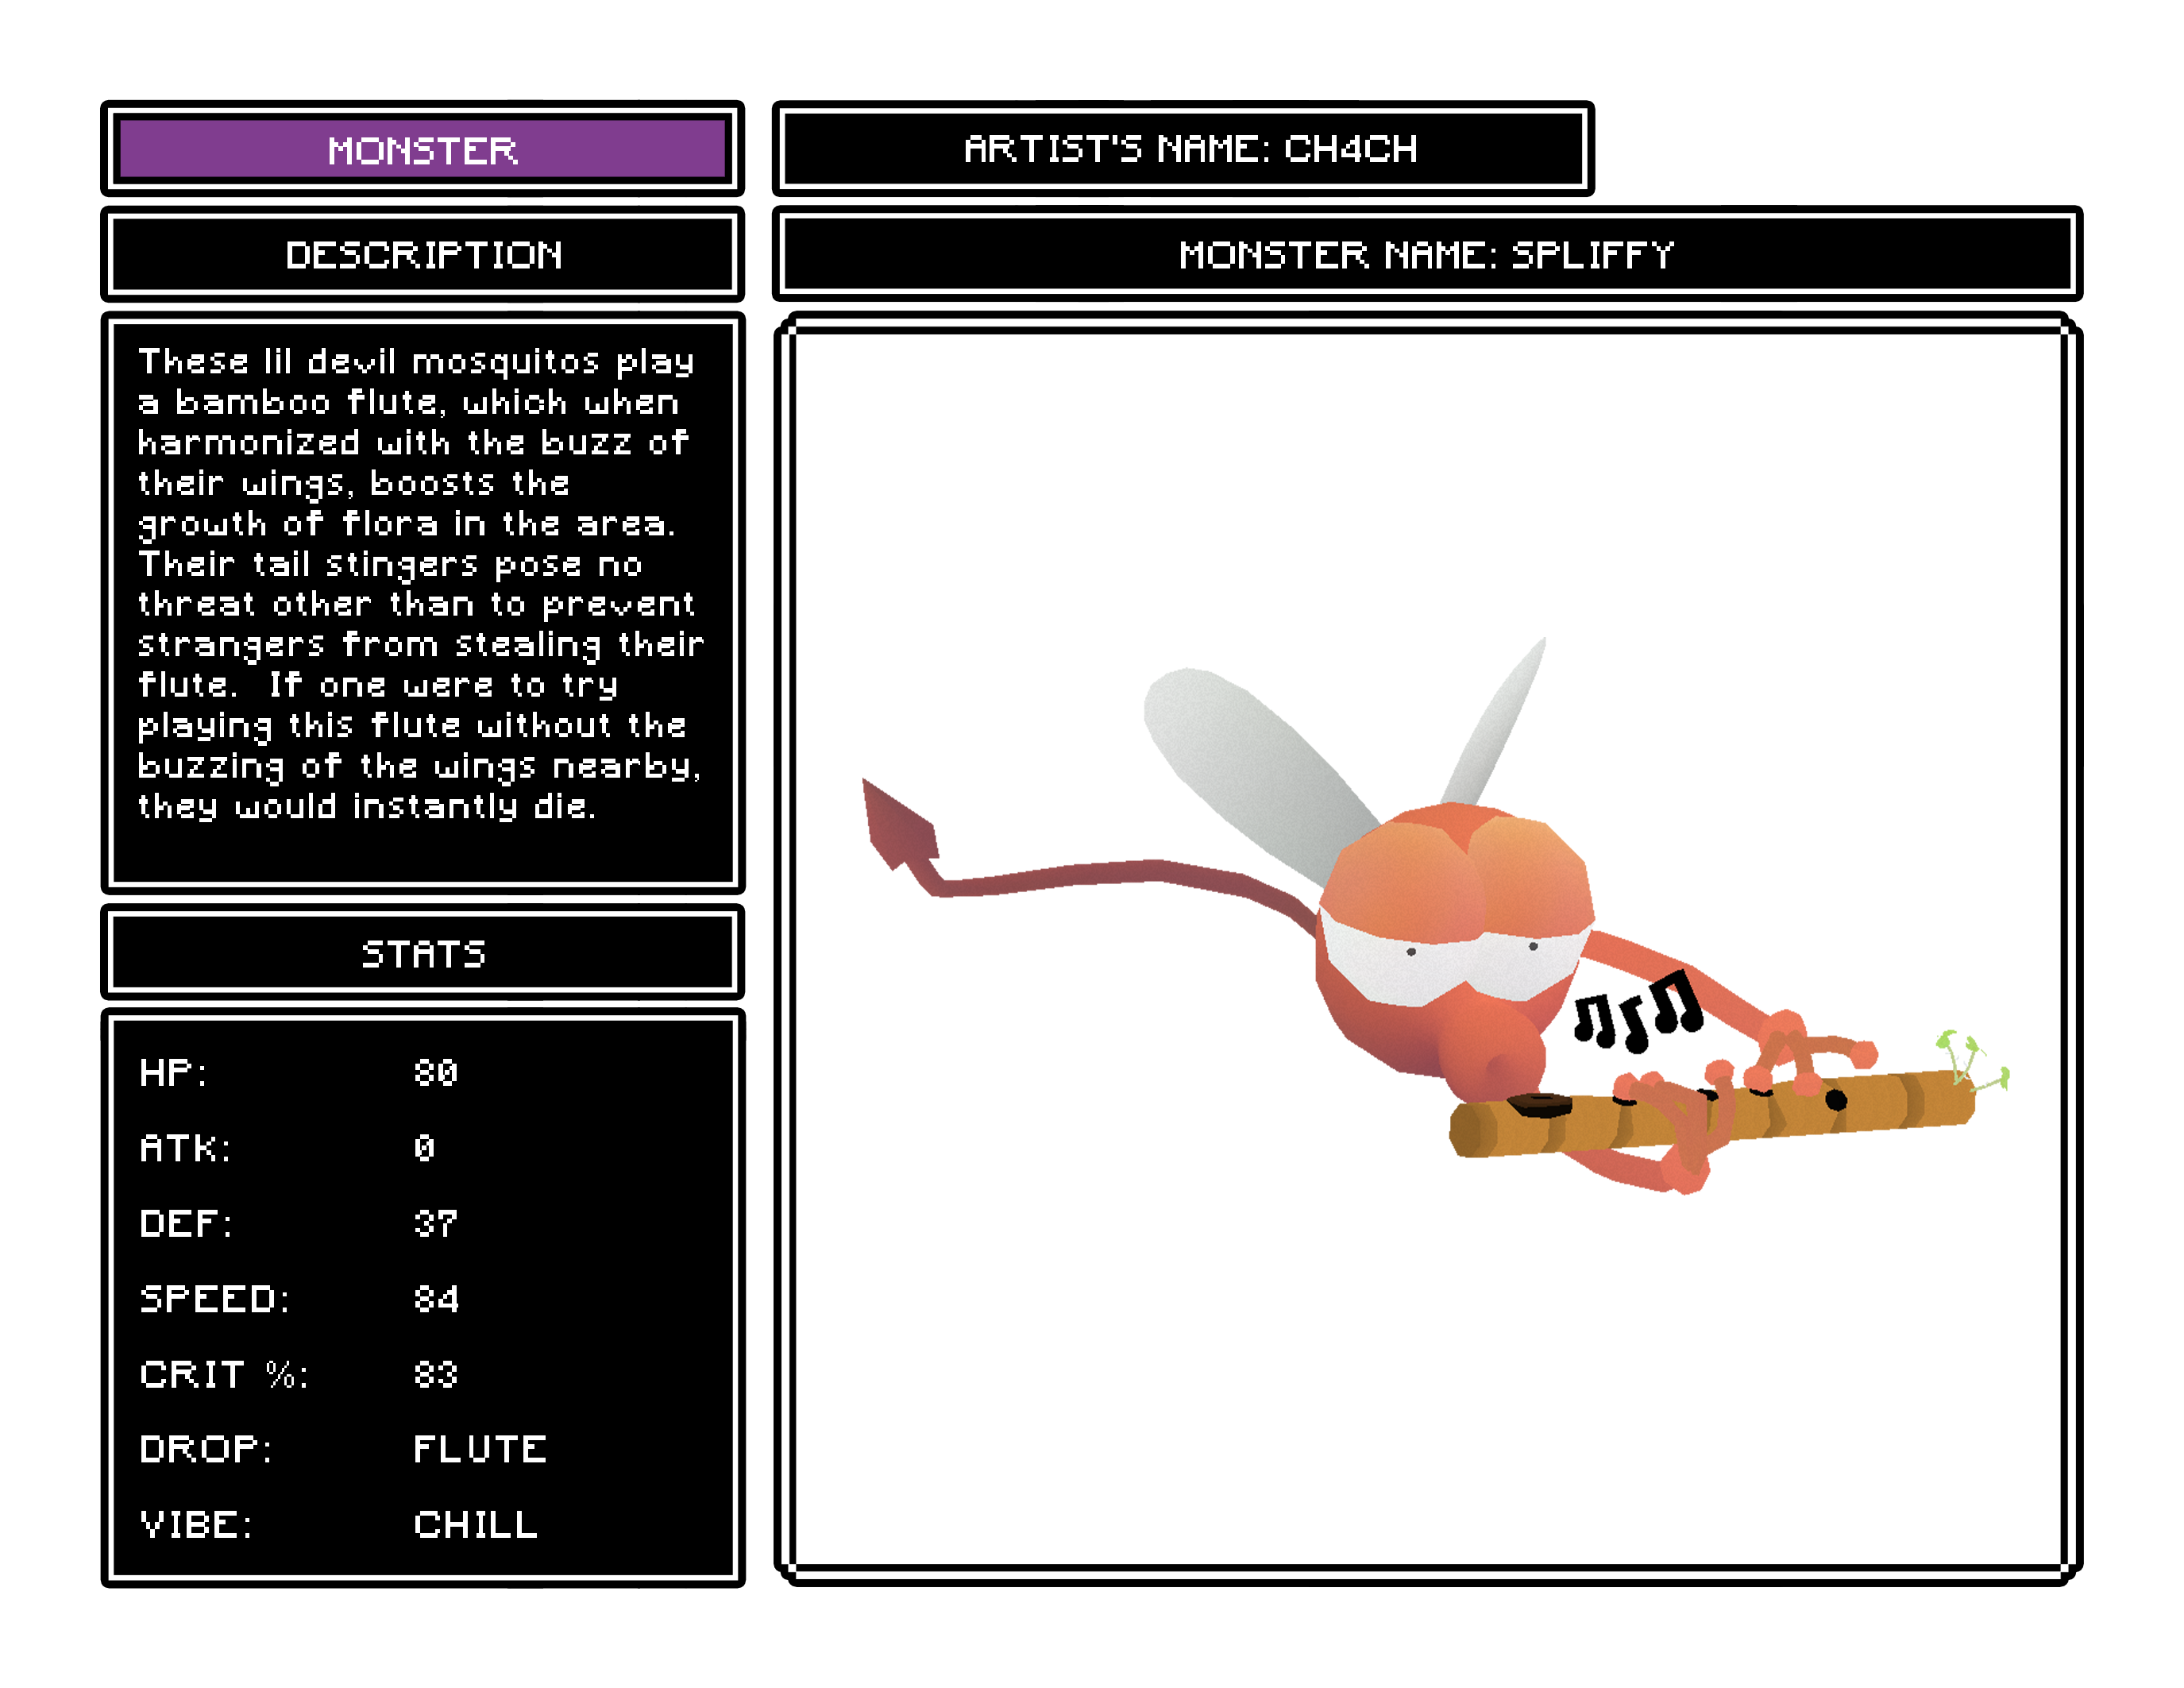 MONSTER
ARTIST'S NAME: CH4CH
DESCRIPTION
MONSTER NAME: SPLIFFY
These lil devil mosquitos play
a bamboo flute, which when
harmonized with the buzz of
their wings, boosts the
growth of flora in the area.
Their tail stingers pose no
threat other than to prevent
strangers from stealing their
flute.  If one were to try
playing this flute without the
buzzing of the wings nearby,
they would instantly die.
STATS
HP: 80
ATK: 0
DEF: 37
SPEED: 84
CRIT %: 83
DROP: FLUTE
VIBE: CHILL